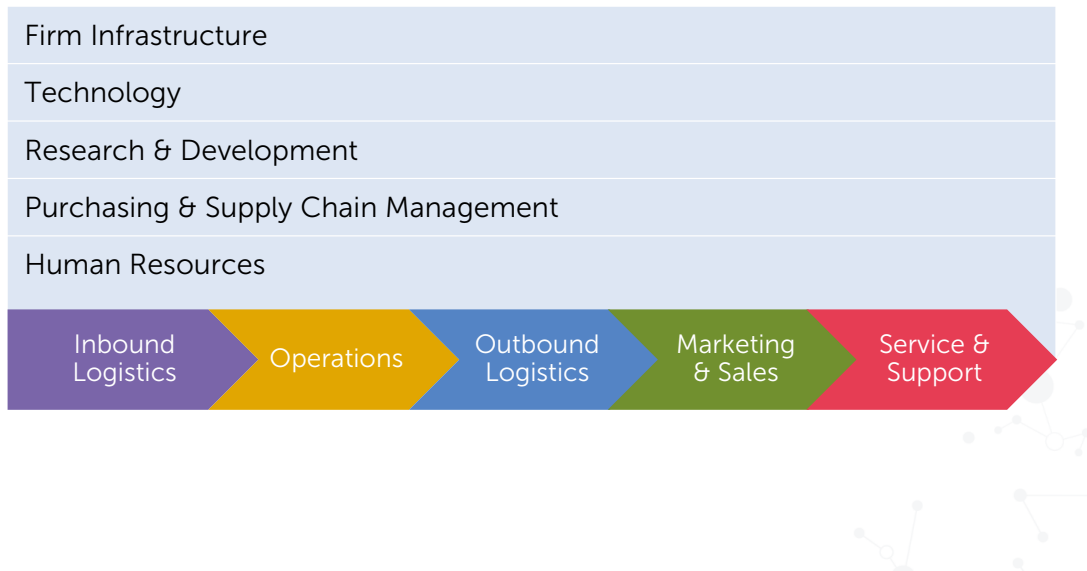 Firm Infrastructure
Technology
Research & Development
Purchasing & Supply Chain Management
Human Resources
Inbound
Logistics
Operations
Outbound
Logistics
Marketing
& Sales
Service &
Support